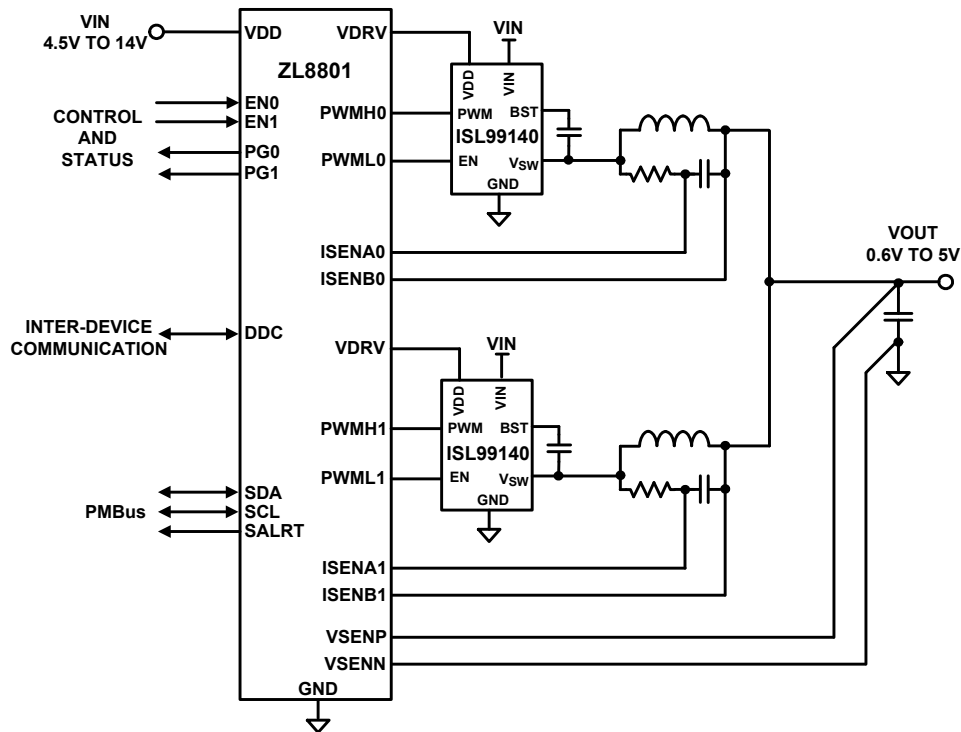 VIN
4.5V TO 14V
VDD
VDRV
ZL8801
VIN
VDD
VIN
BST
PWM
ISL99140
EN
VSW
GND
EN0
EN1
PG0
PG1
CONTROL
AND
STATUS
PWMH0
PWML0
ISENA0
ISENB0
VOUT
0.6V TO 5V
INTER-DEVICE
COMMUNICATION
DDC
VDRV
VIN
VDD
VIN
BST
PWM
ISL99140
EN
VSW
GND
PWMH1
PWML1
PMBus
SDA
SCL
SALRT
ISENA1
ISENB1
VSENP
VSENN
GND